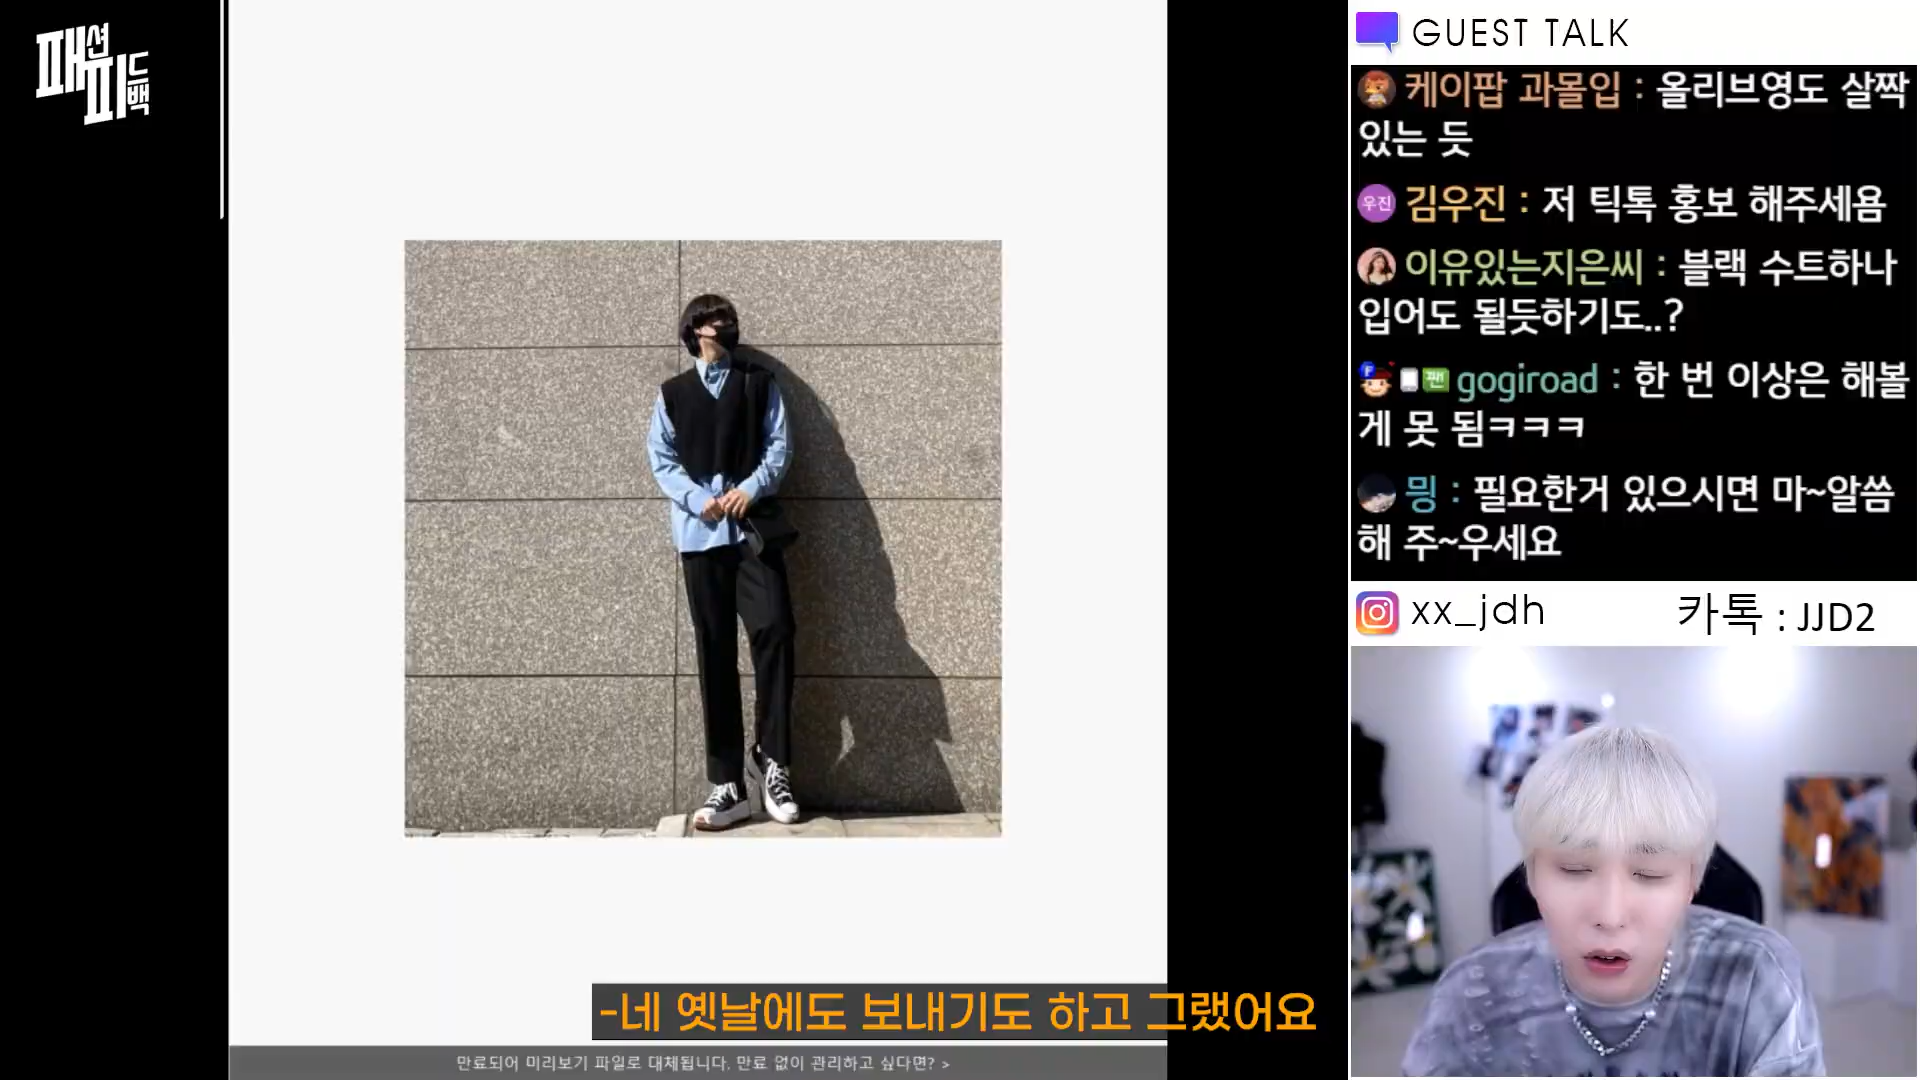 패션
피드백
GUEST TALK
케이팝 과몰입 : 올리브영도 살짝
있는 듯
우진 김우진 : 저 틱톡 홍보 해주세욤
이유있는지은씨 : 블랙 수트하나
입어도 될듯하기도..?
F 팬 gogiroad : 한 번 이상은 해볼
게 못 됨ㅋㅋㅋ
밍 : 필요한거 있으시면 마~알씀
해 주~우세요
xx_jdh
카톡 : JJD2
-네 옛날에도 보내기도 하고 그랬어요
만료되어 미리보기 파일로 대체됩니다. 만료 없이 관리하고 싶다면? >